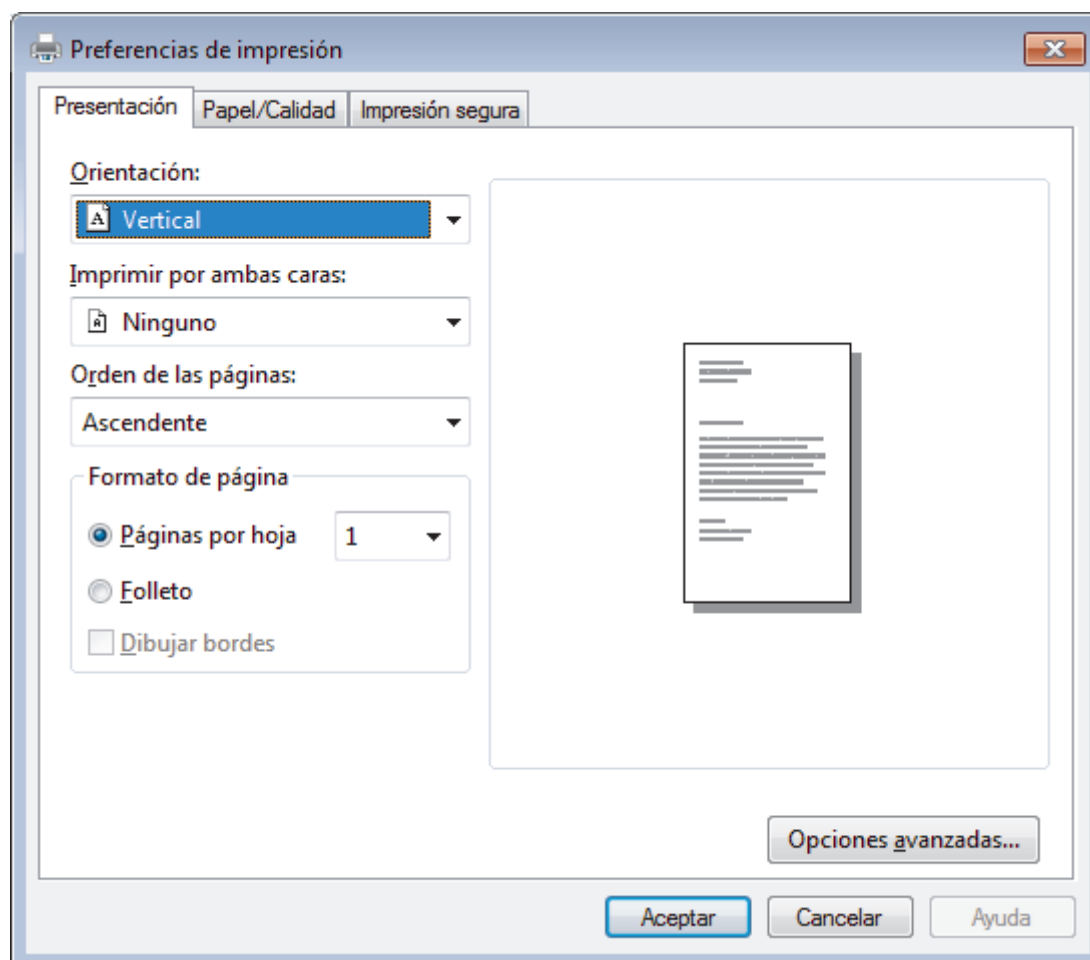 Preferencias de impresión
Presentación Papel/Calidad Impresión segura
Orientación:
A Vertical
Imprimir por ambas caras:
A Ninguno
Orden de las páginas:
Ascendente
Formato de página
Páginas por hoja 1
Folleto
Dibujar bordes
Opciones avanzadas...
Aceptar Cancelar Ayuda